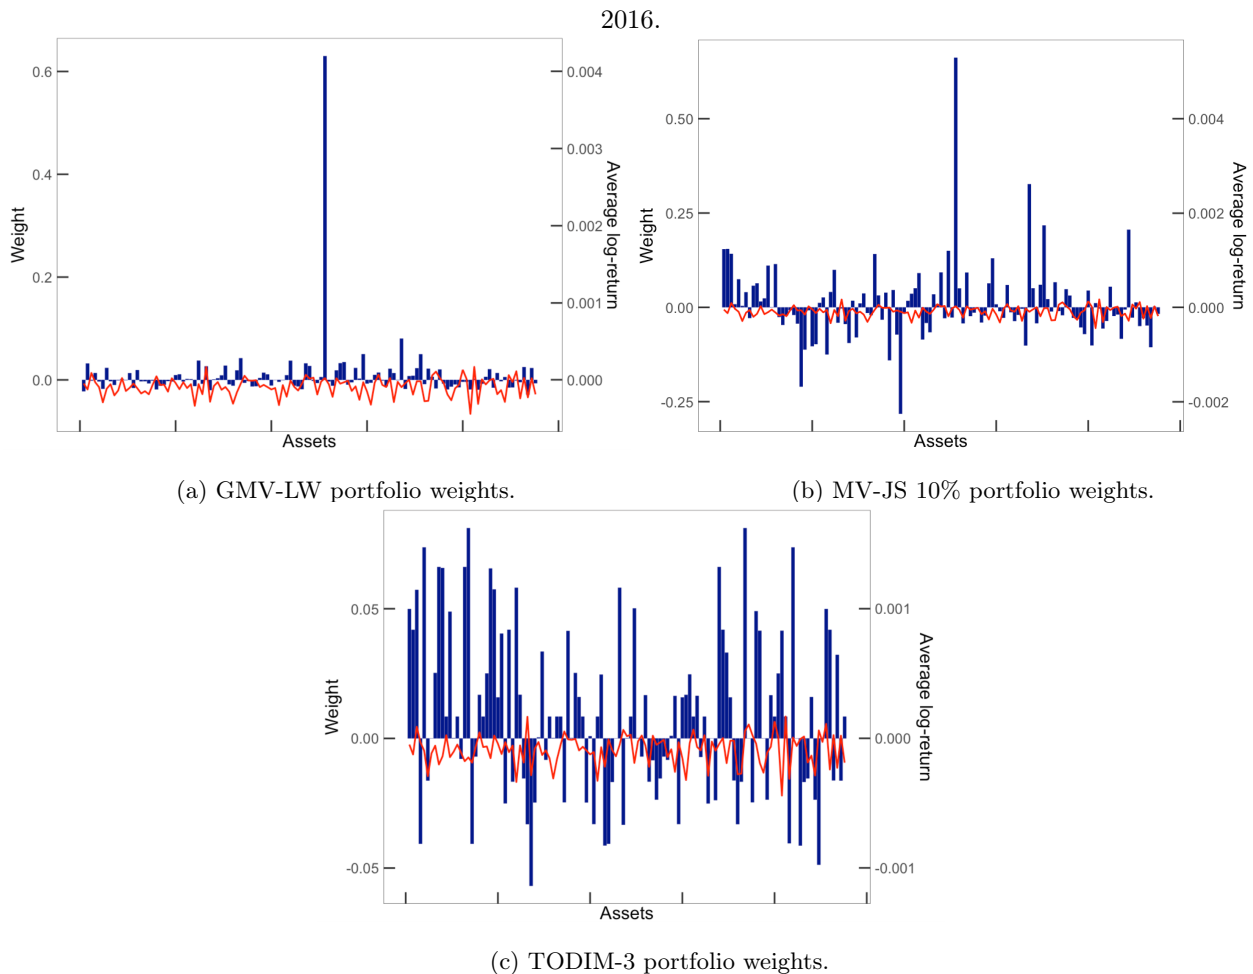 2016.
0.6
0.4
0.2
0.0
Weight
0.004
0.003
0.002
0.001
0.000
Average log-return
Assets
(a) GMV-LW portfolio weights.
0.50
0.25
0.00
-0.25
Weight
0.004
0.002
0.000
-0.002
Average log-return
Assets
(b) MV-JS 10% portfolio weights.
0.05
0.00
-0.05
Weight
0.001
0.000
-0.001
Average log-return
Assets
(c) TODIM-3 portfolio weights.